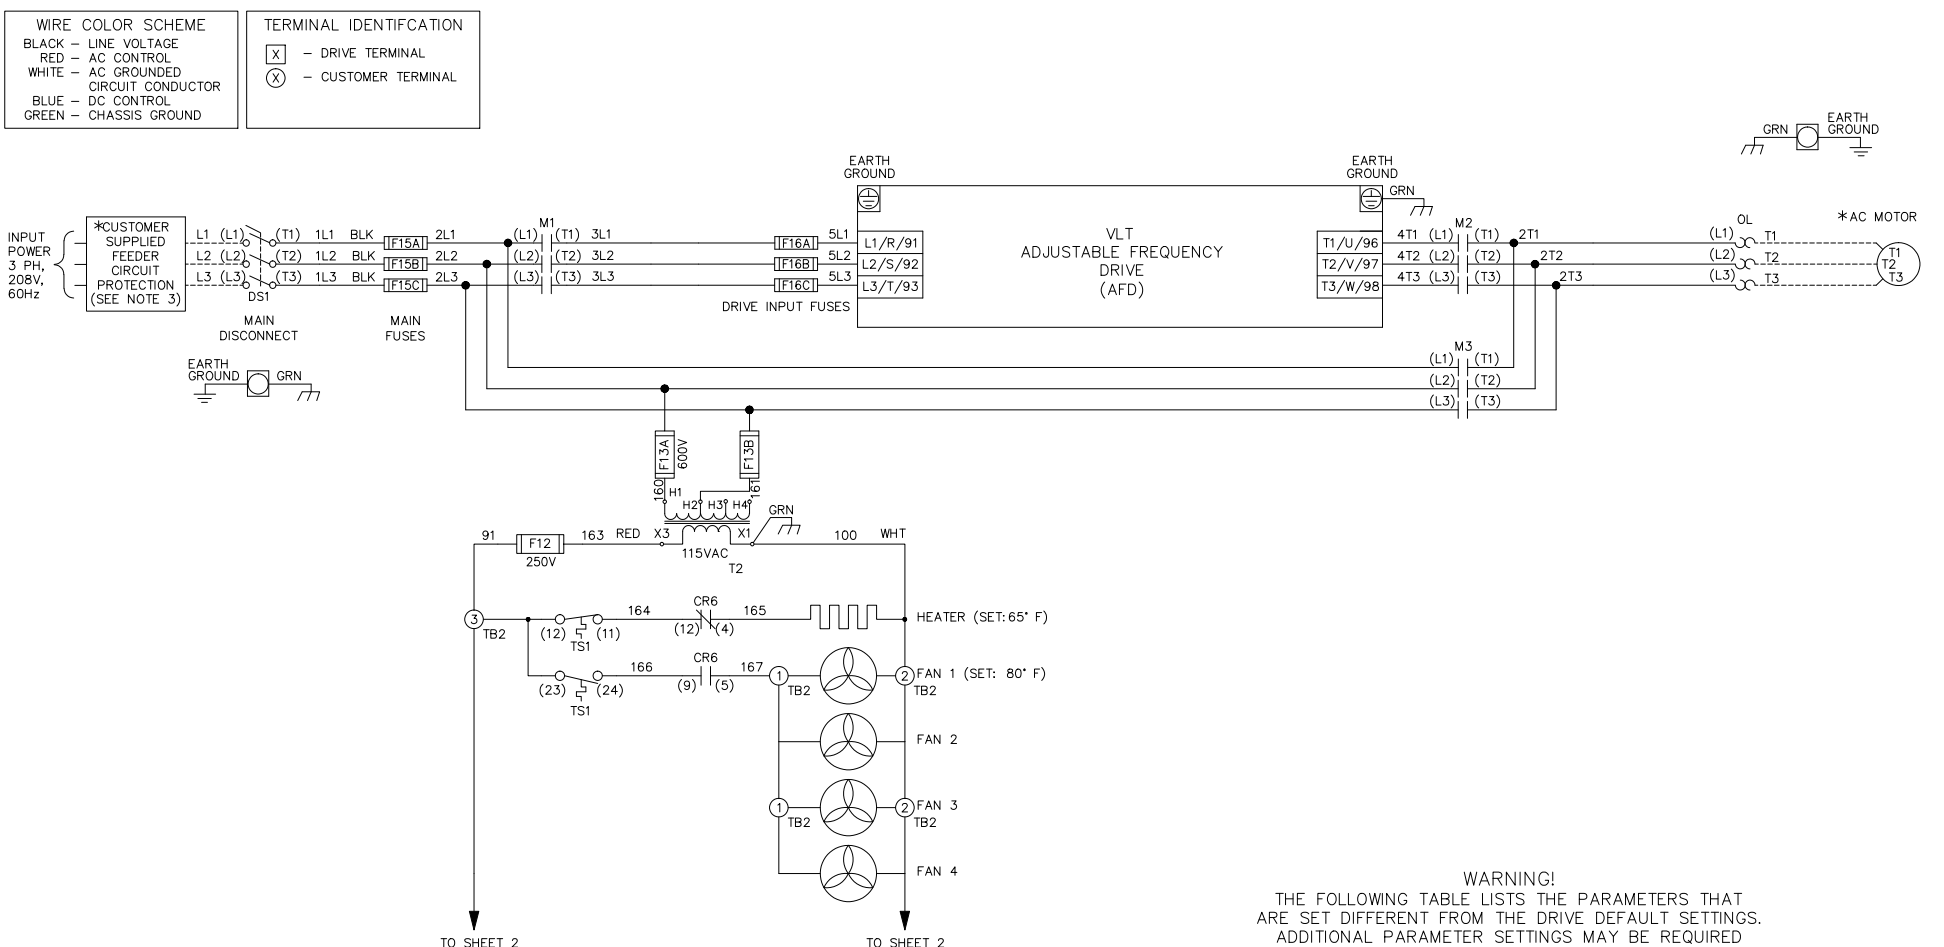 WIRE COLOR SCHEME
BLACK – LINE VOLTAGE
RED – AC CONTROL
WHITE – AC GROUNDED
CIRCUIT CONDUCTOR
BLUE – DC CONTROL
GREEN – CHASSIS GROUND
TERMINAL IDENTIFCATION
X – DRIVE TERMINAL
X – CUSTOMER TERMINAL
GRN
EARTH
GROUND
INPUT
POWER
3 PH,
208V,
60Hz
*CUSTOMER
SUPPLIED
FEEDER
CIRCUIT
PROTECTION
(SEE NOTE 3)
L1 (L1) (T1) 1L1 BLK F15A 2L1 (L1) M1 (T1) 3L1 F16A 5L1 L1/R/91
L2 (L2) (T2) 1L2 BLK F15B 2L2 (L2) (T2) 3L2 F16B 5L2 L2/S/92
L3 (L3) (T3) 1L3 BLK F15C 2L3 (L3) (T3) 3L3 F16C 5L3 L3/T/93
DS1
MAIN
DISCONNECT
MAIN
FUSES
DRIVE INPUT FUSES
EARTH
GROUND
EARTH
GROUND
GRN
VLT
ADJUSTABLE FREQUENCY
DRIVE
(AFD)
T1/U/96 4T1 (L1) M2 (T1) 2T1
T2/V/97 4T2 (L2) (T2) 2T2
T3/W/98 4T3 (L3) (T3) 2T3
OL
(L1) T1
(L2) T2
(L3) T3
*AC MOTOR
T1
T2
T3
M3
(L1) (T1)
(L2) (T2)
(L3) (T3)
EARTH
GROUND GRN
F13A
600V
F13B
160
161
H1
H2 H3 H4
GRN
91 F12 163 RED X3 X1 100 WHT
250V
115VAC
T2
3
TB2
(12) (11)
TS1
164
CR6
(12) (4)
165
HEATER (SET:65° F)
(23) (24)
TS1
166
CR6
(9) (5)
167
1
TB2
2
TB2
FAN 1 (SET: 80° F)
FAN 2
1
TB2
2
TB2
FAN 3
FAN 4
TO SHEET 2
TO SHEET 2
WARNING!
THE FOLLOWING TABLE LISTS THE PARAMETERS THAT
ARE SET DIFFERENT FROM THE DRIVE DEFAULT SETTINGS.
ADDITIONAL PARAMETER SETTINGS MAY BE REQUIRED